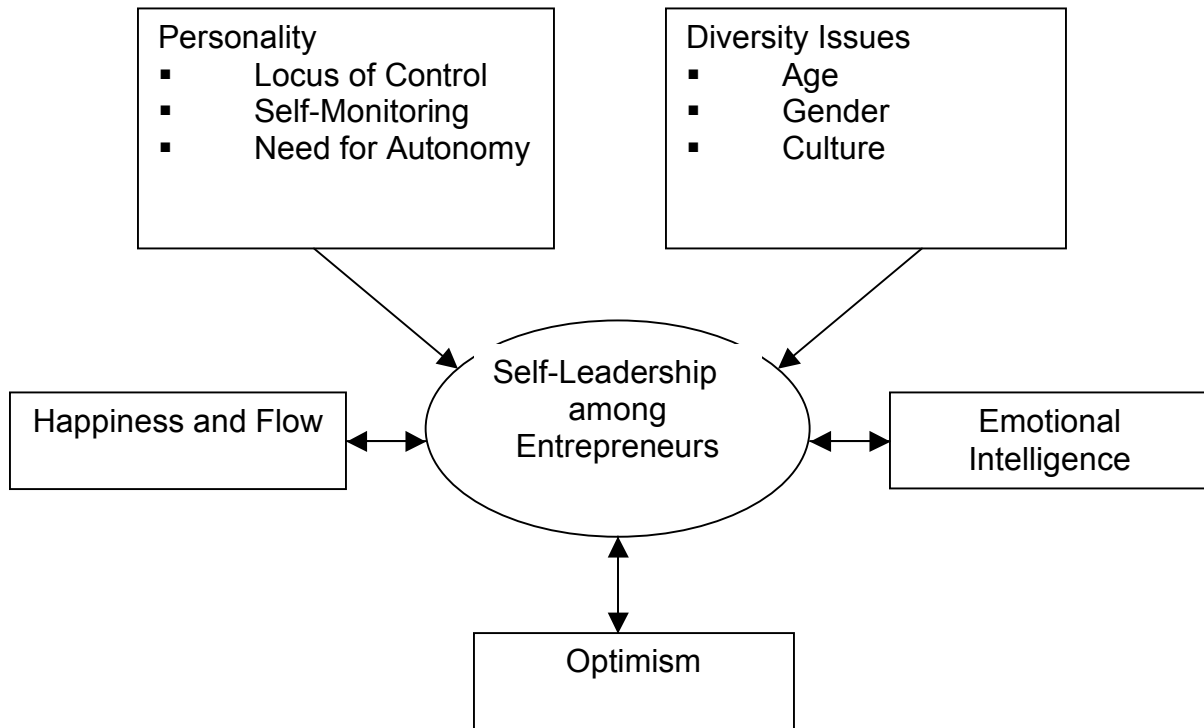 Personality
▪ Locus of Control
▪ Self-Monitoring
▪ Need for Autonomy
Diversity Issues
▪ Age
▪ Gender
▪ Culture
Self-Leadership
among
Entrepreneurs
Happiness and Flow
Emotional
Intelligence
Optimism